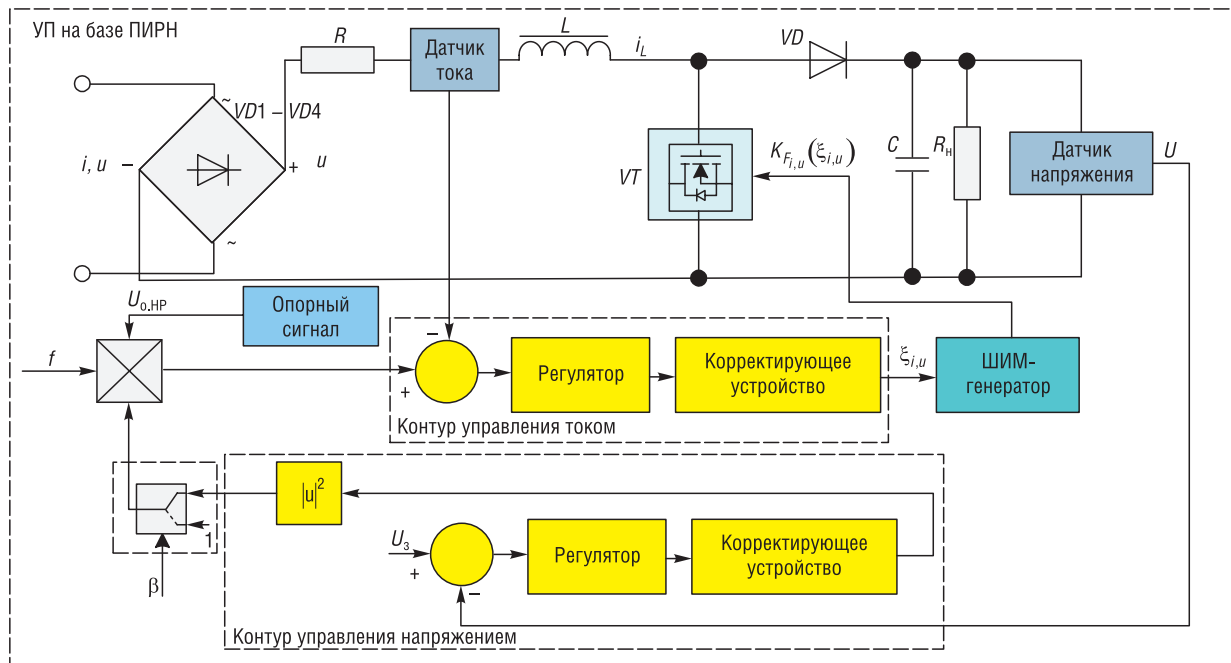 УП на базе ПИРН
R
Датчик
тока
L
i_L
VD
~
VD1 – VD4
i, u
–
+
u
~
VT
K_{F_{i,u}}(ξ_{i,u})
C
R_н
Датчик
напряжения
U
U_{о.НР}
Опорный
сигнал
f
–
+
Регулятор
Корректирующее
устройство
ξ_{i,u}
ШИМ-
генератор
Контур управления током
|u|^2
1
β
U_з
+
–
Регулятор
Корректирующее
устройство
Контур управления напряжением